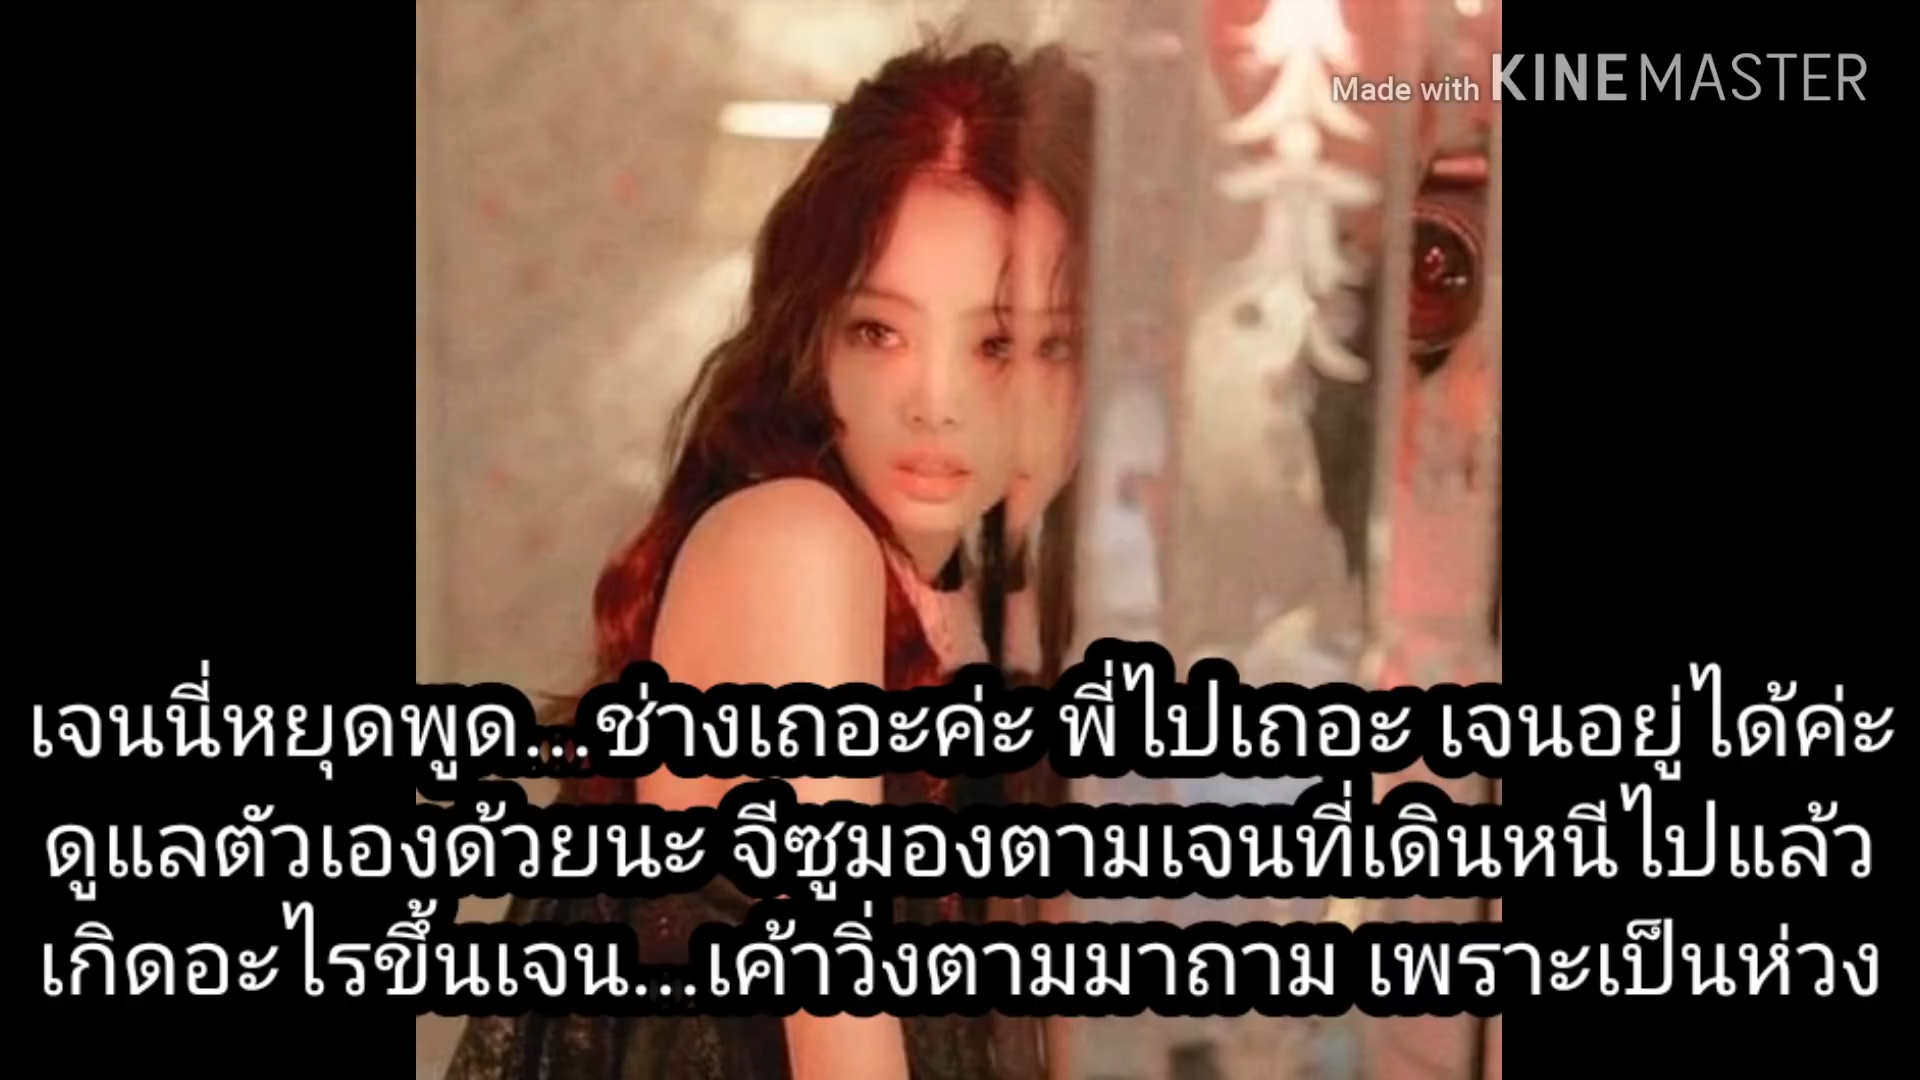 Made with KINEMASTER
เจนนี่หยุดพูด...ช่างเถอะค่ะ พี่ไปเถอะ เจนอยู่ได้ค่ะ
ดูแลตัวเองด้วยนะ จีซูมองตามเจนที่เดินหนีไปแล้ว
เกิดอะไรขึ้นเจน...เค้าวิ่งตามมาถาม เพราะเป็นห่วง